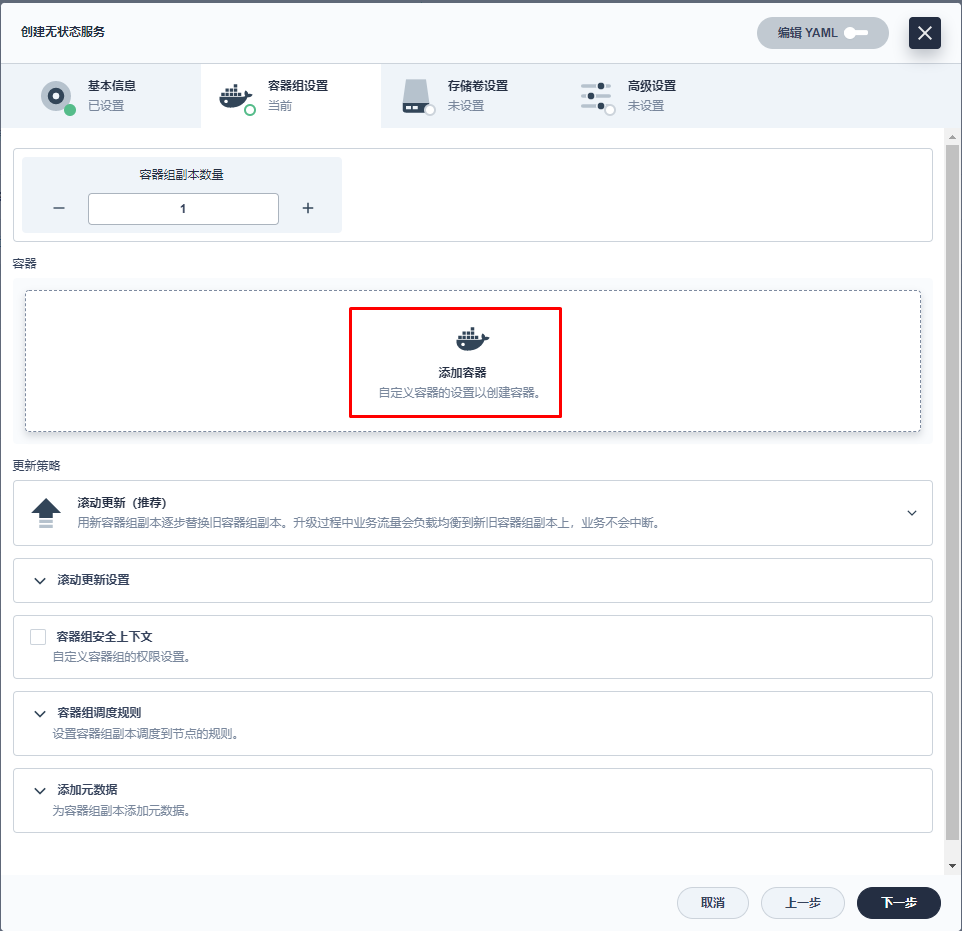 创建无状态服务
编辑 YAML
基本信息
已设置
容器组设置
当前
存储卷设置
未设置
高级设置
未设置
容器组副本数量
1
容器
添加容器
自定义容器的设置以创建容器。
更新策略
滚动更新（推荐）
用新容器组副本逐步替换旧容器组副本。升级过程中业务流量会负载均衡到新旧容器组副本上，业务不会中断。
滚动更新设置
容器组安全上下文
自定义容器组的权限设置。
容器组调度规则
设置容器组副本调度到节点的规则。
添加元数据
为容器组副本添加元数据。
取消
上一步
下一步